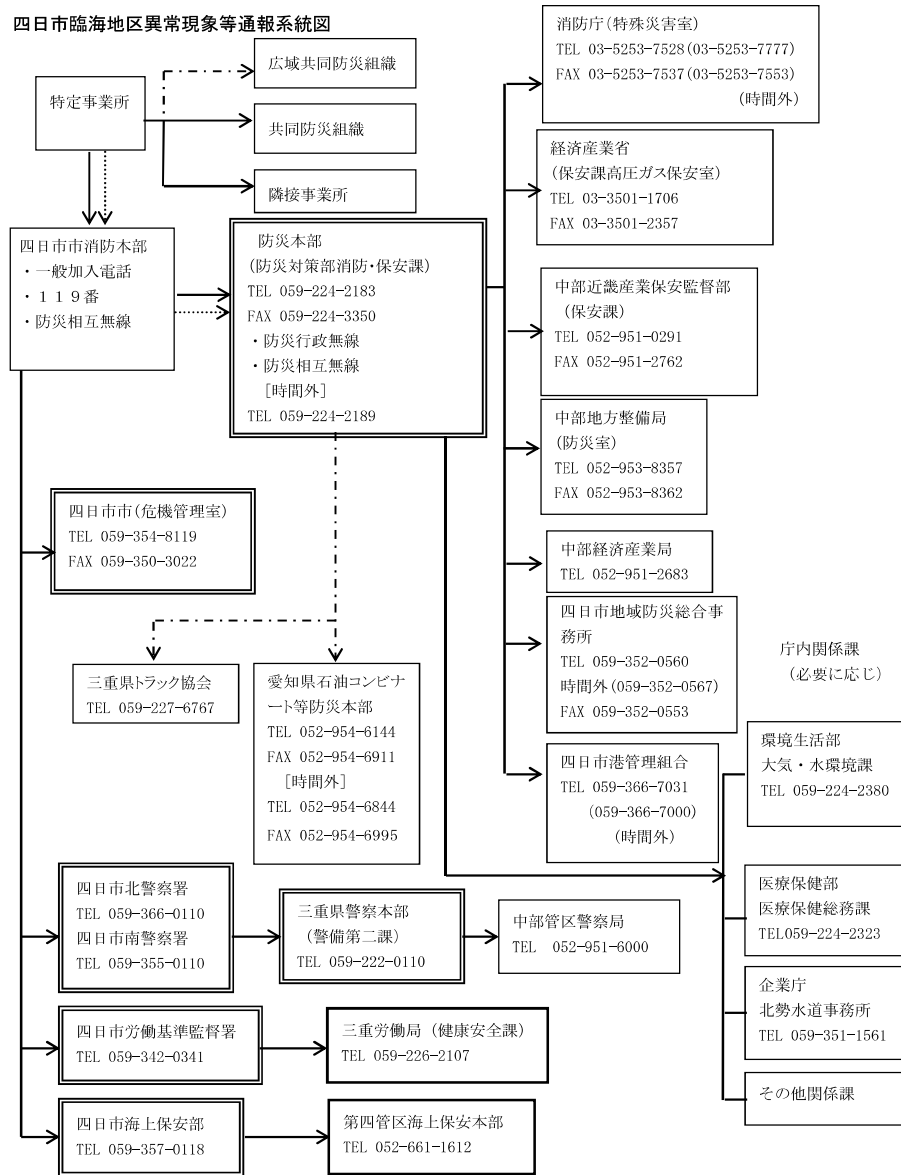 四日市臨海地区異常現象等通報系統図
特定事業所
広域共同防災組織
共同防災組織
隣接事業所
四日市市消防本部
・一般加入電話
・１１９番
・防災相互無線
防災本部
(防災対策部消防・保安課)
TEL 059-224-2183
FAX 059-224-3350
・防災行政無線
・防災相互無線
［時間外］
TEL 059-224-2189
消防庁(特殊災害室)
TEL 03-5253-7528(03-5253-7777)
FAX 03-5253-7537(03-5253-7553)
(時間外)
経済産業省
(保安課高圧ガス保安室)
TEL 03-3501-1706
FAX 03-3501-2357
中部近畿産業保安監督部
(保安課)
TEL 052-951-0291
FAX 052-951-2762
中部地方整備局
(防災室)
TEL 052-953-8357
FAX 052-953-8362
中部経済産業局
TEL 052-951-2683
四日市地域防災総合事
務所
TEL 059-352-0560
時間外(059-352-0567)
FAX 059-352-0553
四日市港管理組合
TEL 059-366-7031
(059-366-7000)
(時間外)
四日市市(危機管理室)
TEL 059-354-8119
FAX 059-350-3022
三重県トラック協会
TEL 059-227-6767
愛知県石油コンビナ
ート等防災本部
TEL 052-954-6144
FAX 052-954-6911
［時間外］
TEL 052-954-6844
FAX 052-954-6995
庁内関係課
(必要に応じ)
環境生活部
大気・水環境課
TEL 059-224-2380
医療保健部
医療保健総務課
TEL059-224-2323
企業庁
北勢水道事務所
TEL 059-351-1561
その他関係課
四日市北警察署
TEL 059-366-0110
四日市南警察署
TEL 059-355-0110
三重県警察本部
(警備第二課)
TEL 059-222-0110
中部管区警察局
TEL 052-951-6000
四日市労働基準監督署
TEL 059-342-0341
三重労働局 (健康安全課)
TEL 059-226-2107
四日市海上保安部
TEL 059-357-0118
第四管区海上保安本部
TEL 052-661-1612